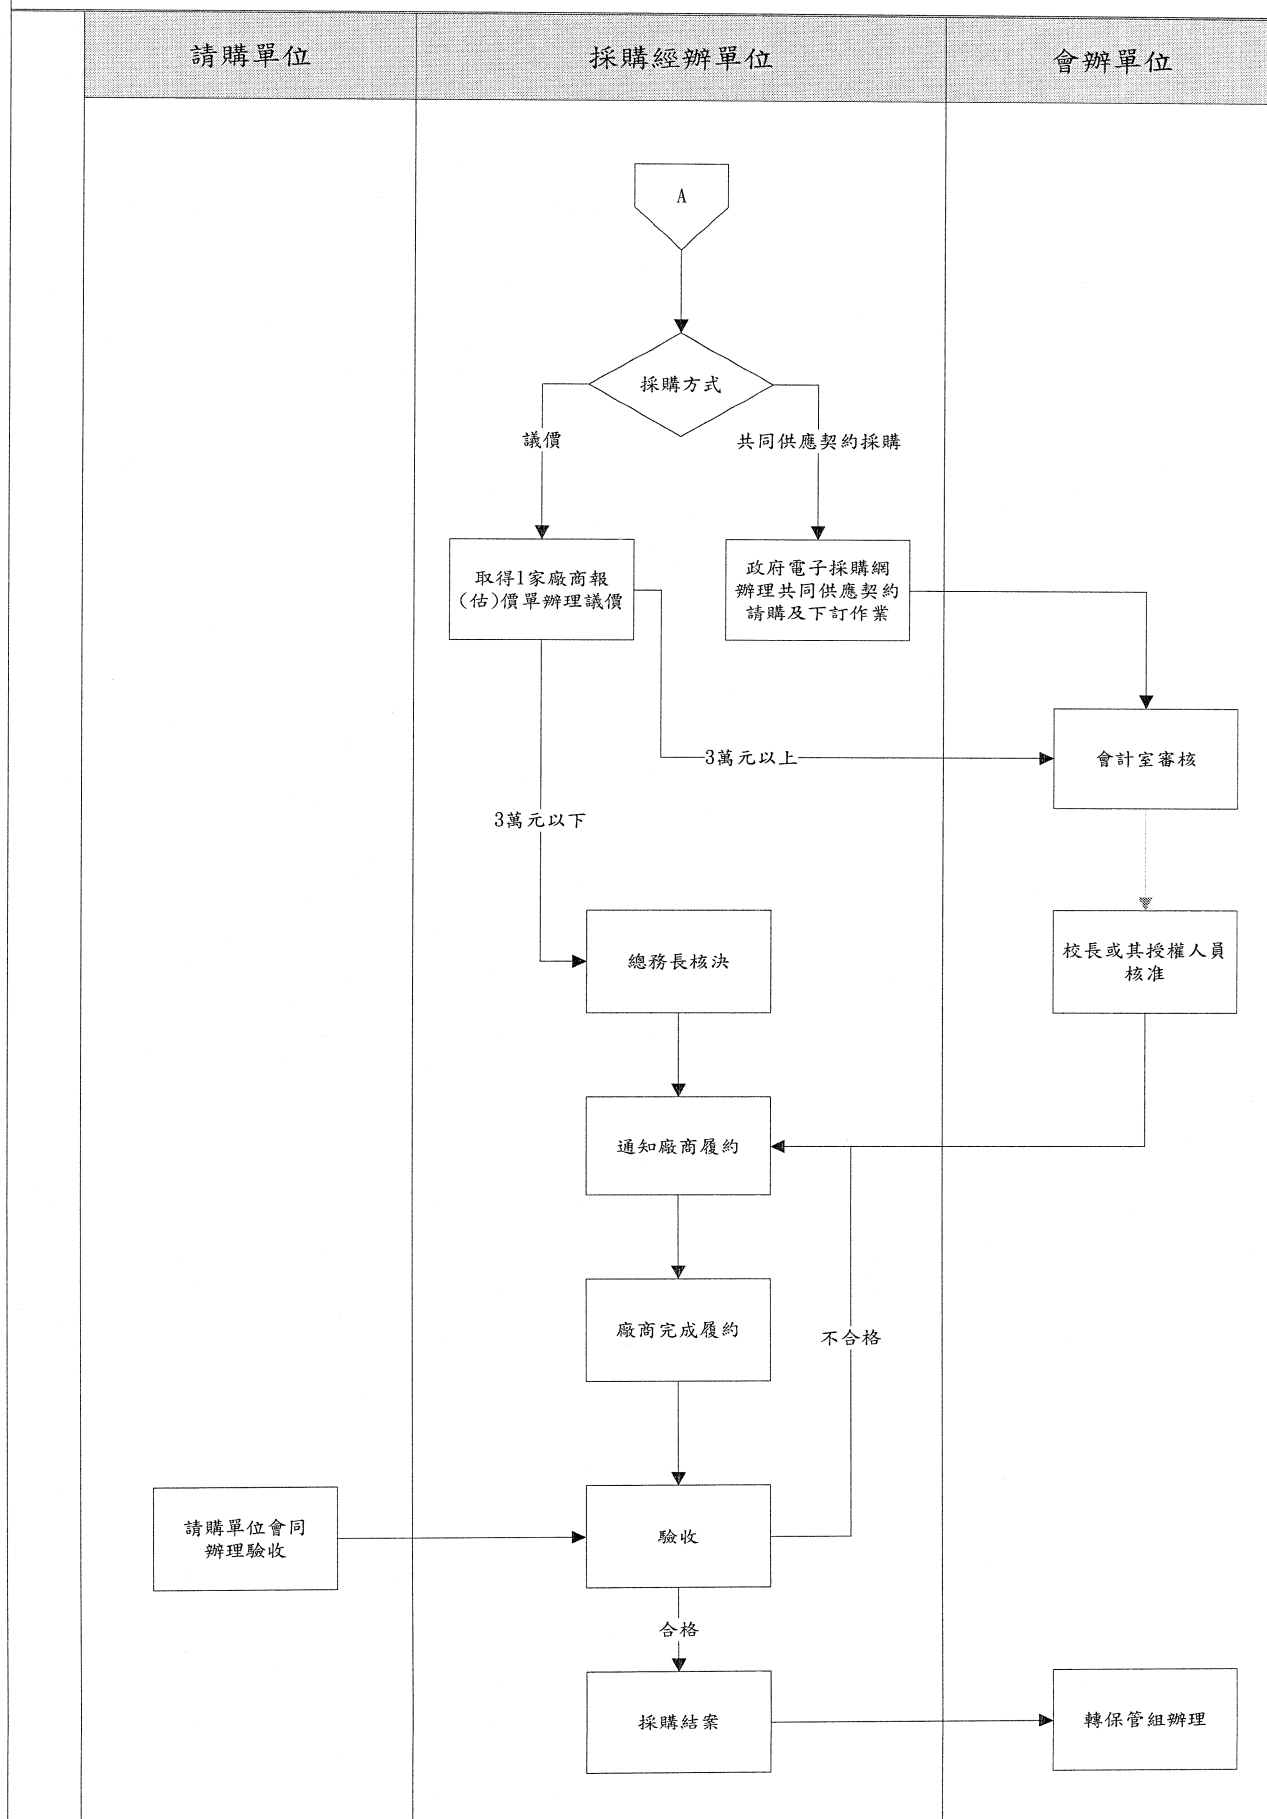 請購單位
採購經辦單位
會辦單位
A
採購方式
議價
共同供應契約採購
取得1家廠商報
(估)價單辦理議價
政府電子採購網
辦理共同供應契約
請購及下訂作業
3萬元以上
會計室審核
3萬元以下
總務長核決
校長或其授權人員
核准
通知廠商履約
廠商完成履約
不合格
請購單位會同
辦理驗收
驗收
合格
採購結案
轉保管組辦理